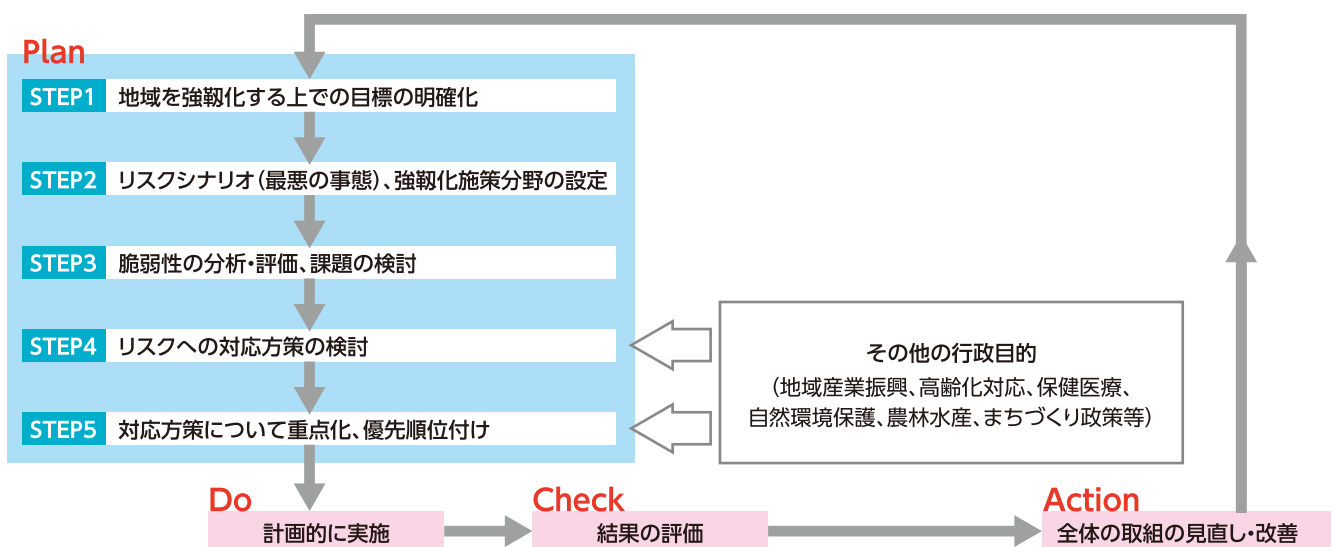 Plan
STEP1 地域を強靱化する上での目標の明確化
STEP2 リスクシナリオ（最悪の事態）、強靱化施策分野の設定
STEP3 脆弱性の分析・評価、課題の検討
STEP4 リスクへの対応方策の検討
STEP5 対応方策について重点化、優先順位付け
その他の行政目的
（地域産業振興、高齢化対応、保健医療、
自然環境保護、農林水産、まちづくり政策等）
Do
計画的に実施
Check
結果の評価
Action
全体の取組の見直し・改善